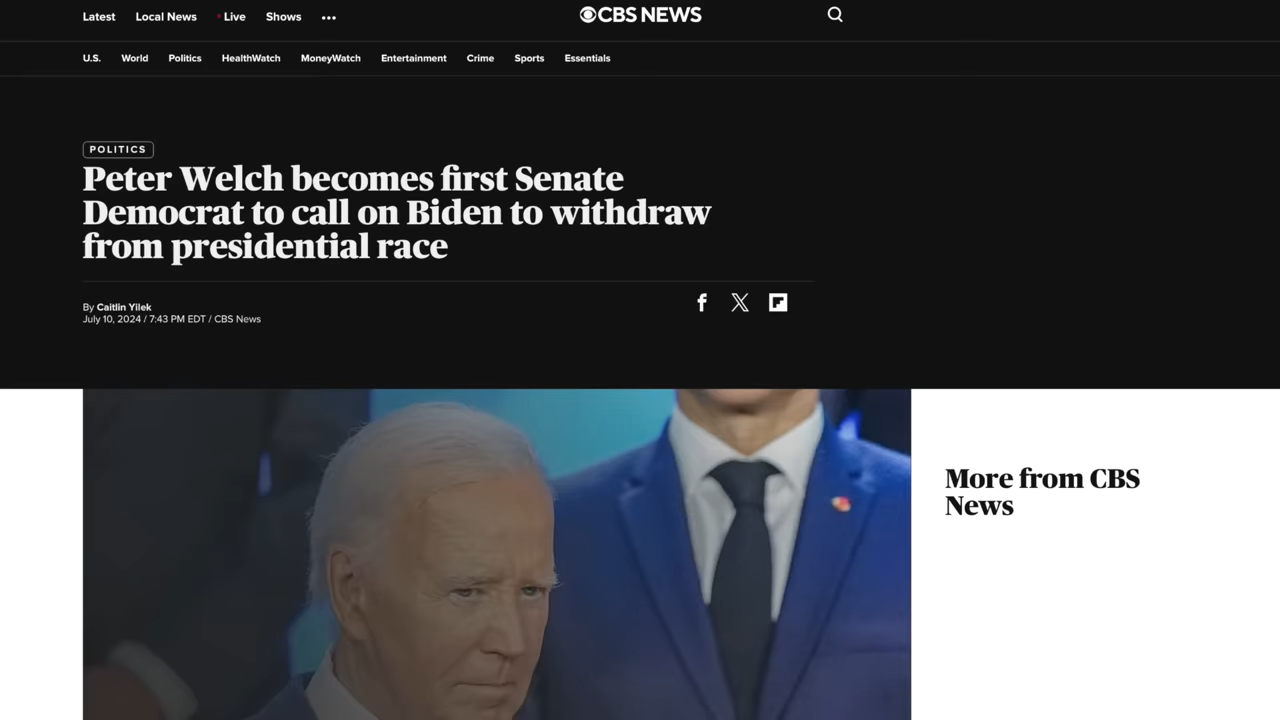 Latest Local News Live Shows
CBS NEWS
U.S. World Politics HealthWatch MoneyWatch Entertainment Crime Sports Essentials
POLITICS
Peter Welch becomes first Senate
Democrat to call on Biden to withdraw
from presidential race
By Caitlin Yilek
July 10, 2024 / 7:43 PM EDT / CBS News
More from CBS
News